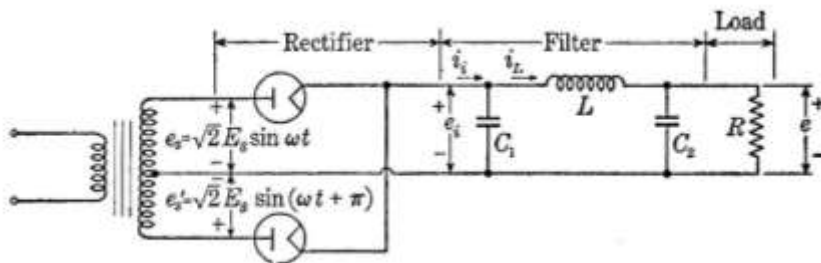 Rectifier Filter Load
i_i i_L
+ + +
e_s=√2 E_s sin ωt e_i C_1 L C_2 R e
- - -
-
e_s'=√2 E_s sin (ωt + π)
+